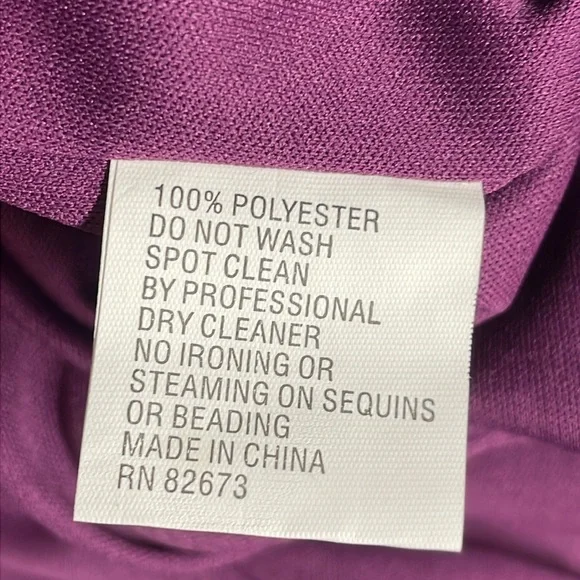 100% POLYESTER
DO NOT WASH
SPOT CLEAN
BY PROFESSIONAL
DRY CLEANER
NO IRONING OR
STEAMING ON SEQUINS
OR BEADING
MADE IN CHINA
RN 82673